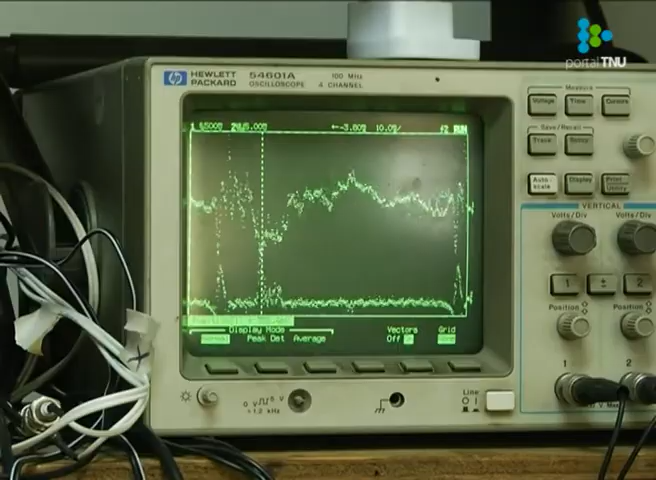 portalTNU
hp HEWLETT PACKARD 54601A OSCILLOSCOPE 100 MHz 4 CHANNEL
Measure
Voltage Time Cursors
Save/Recall
Trace Setup
Auto-scale Display Print Utility
VERTICAL
Volts/Div Volts/Div
1 ± 2
Position Position
1 2
RUN
Display Mode
Peak Det Average
Vectors
Off
Grid
Line